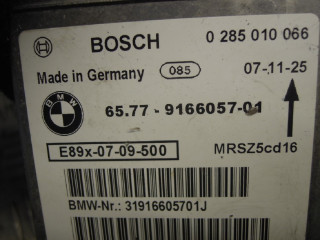 BOSCH 0 285 010 066
Made in Germany 085 07-11-25
BMW 65.77 - 9166057-01
E89x-07-09-500 MRSZ5cd16
BMW-Nr.: 31916605701J